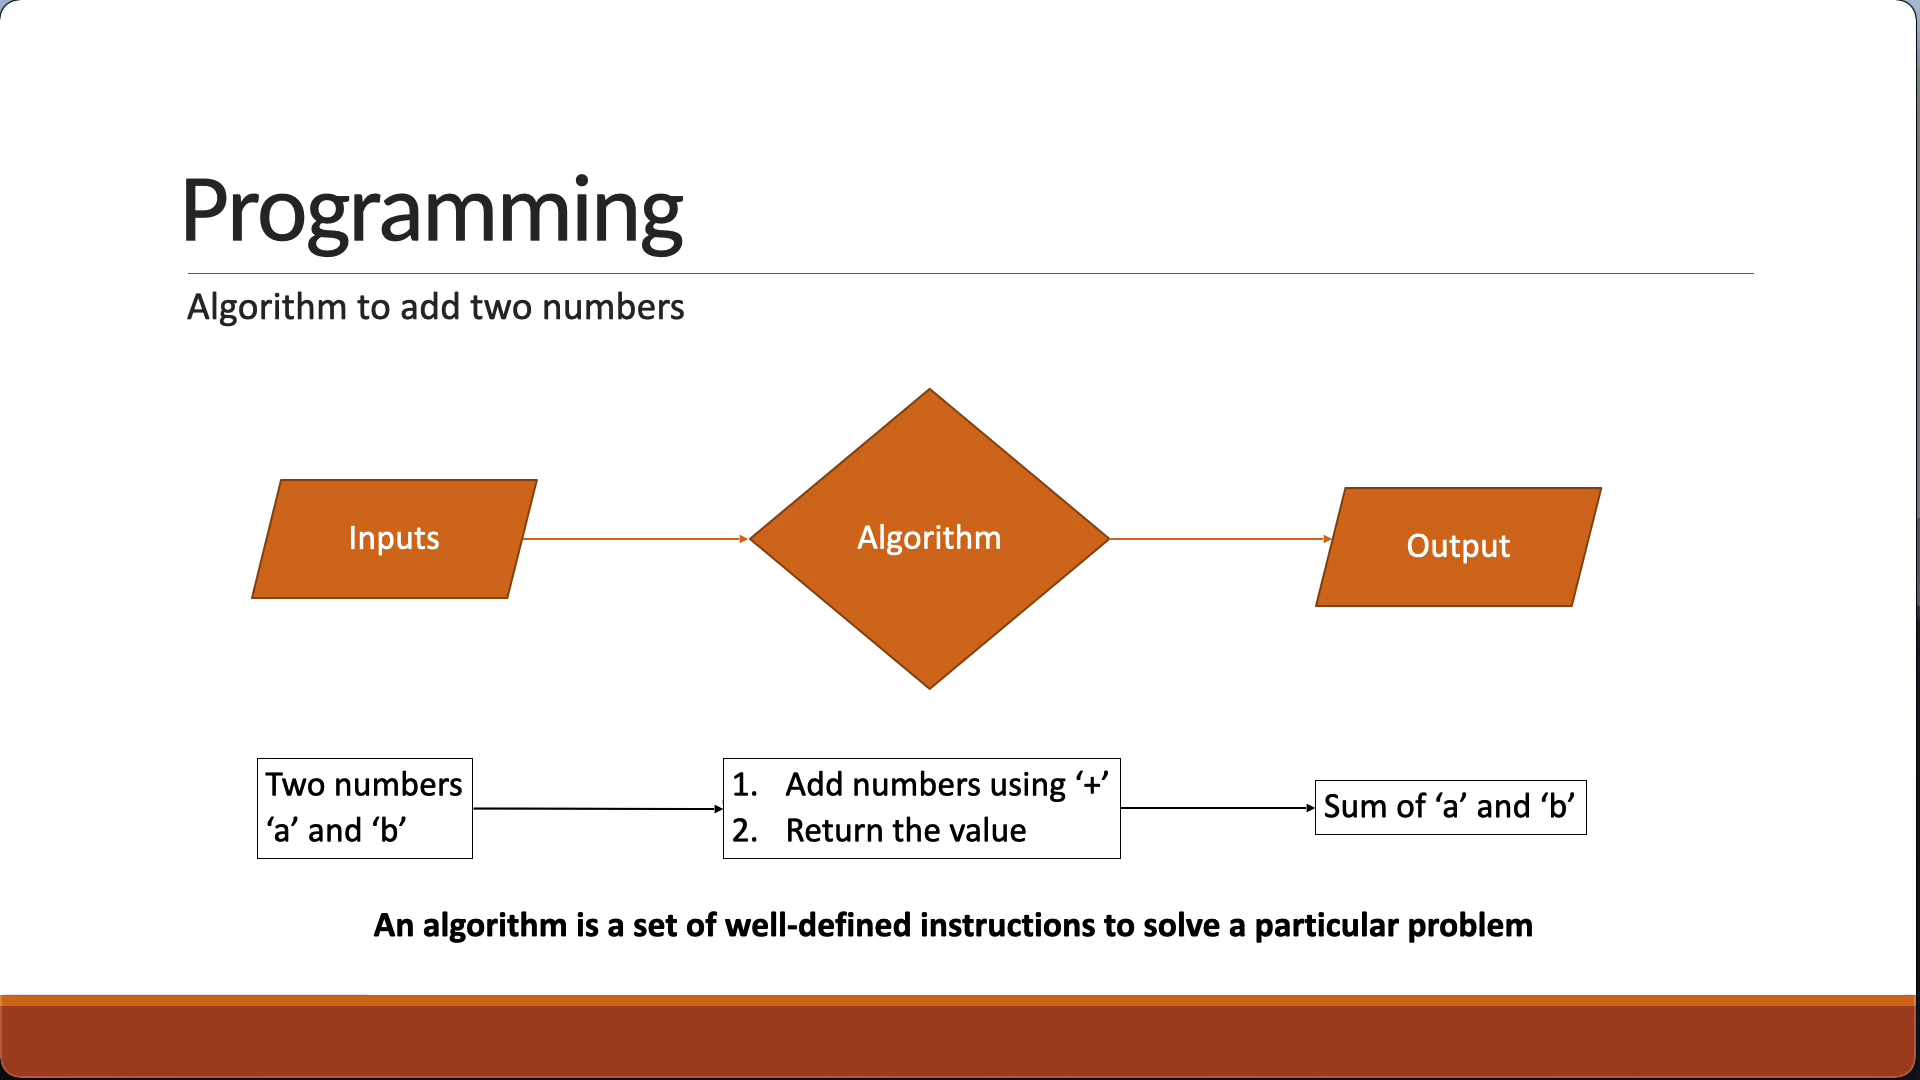 Programming
Algorithm to add two numbers
Inputs
Algorithm
Output
Two numbers
‘a’ and ‘b’
1. Add numbers using ‘+’
2. Return the value
Sum of ‘a’ and ‘b’
An algorithm is a set of well-defined instructions to solve a particular problem